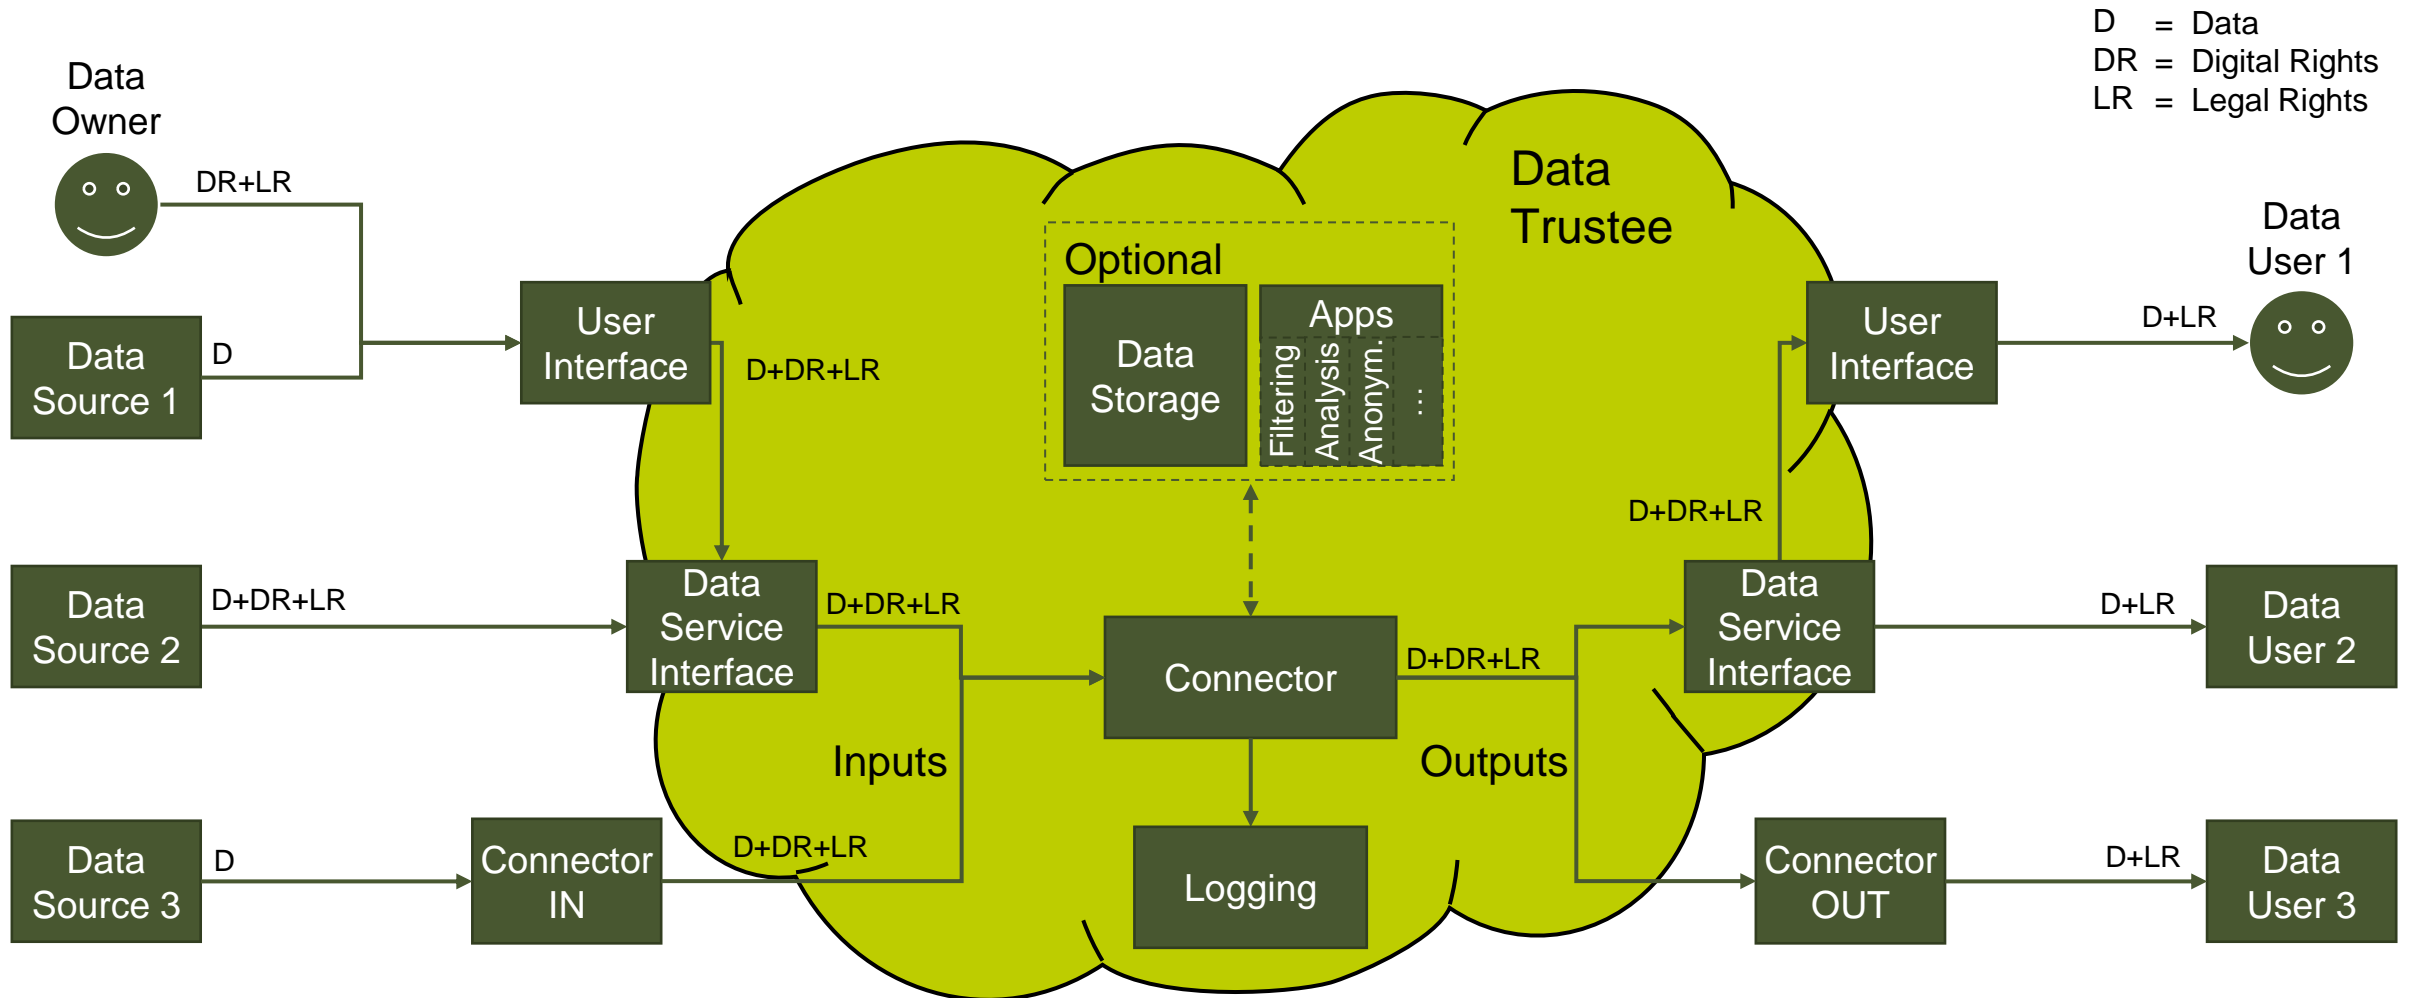 D = Data
DR = Digital Rights
LR = Legal Rights
Data
Owner
DR+LR
Data
Source 1
D
User
Interface
D+DR+LR
Data
Source 2
D+DR+LR
Data
Service
Interface
D+DR+LR
Data
Source 3
D
Connector
IN
D+DR+LR
Inputs
Data
Trustee
Optional
Data
Storage
Apps
Filtering
Analysis
Anonym.
...
Connector
Logging
D+DR+LR
Outputs
Data
Service
Interface
D+DR+LR
User
Interface
D+LR
Data
User 1
D+LR
Data
User 2
Connector
OUT
D+LR
Data
User 3